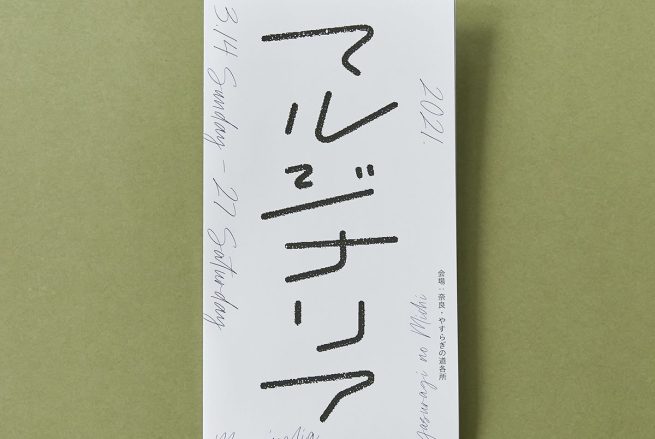 2021.
3.14 Sunday – 27 Saturday
マルジナリア
会場：奈良・やすらぎの道各所
Yasuragi no Michi